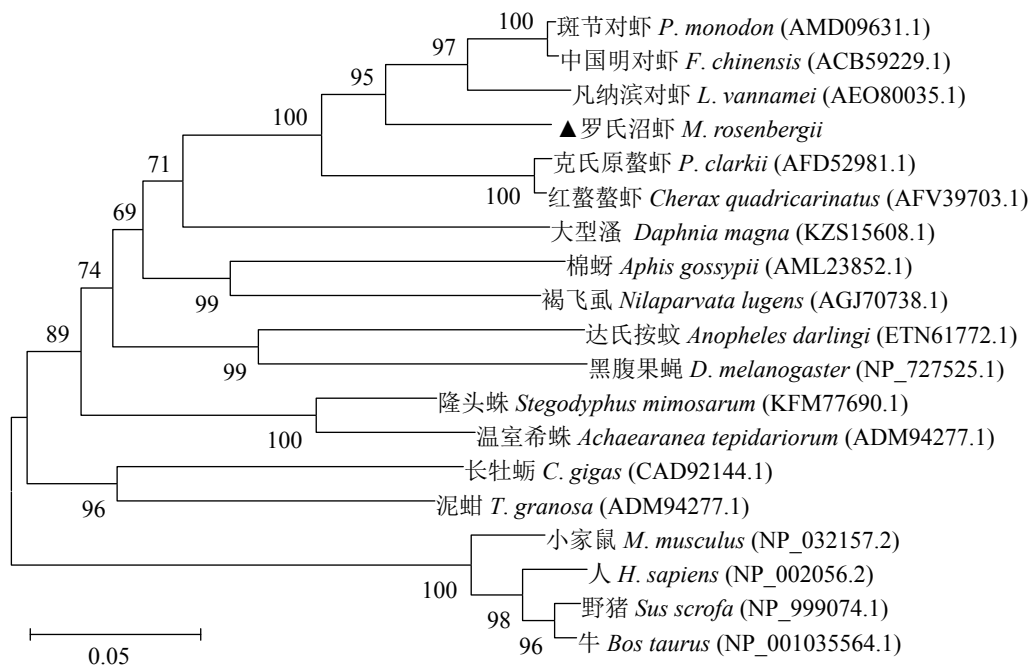 100
斑节对虾 P. monodon (AMD09631.1)
97
中国明对虾 F. chinensis (ACB59229.1)
95
凡纳滨对虾 L. vannamei (AEO80035.1)
100
▲罗氏沼虾 M. rosenbergii
71
克氏原螯虾 P. clarkii (AFD52981.1)
100
红螯螯虾 Cherax quadricarinatus (AFV39703.1)
69
大型溞 Daphnia magna (KZS15608.1)
74
棉蚜 Aphis gossypii (AML23852.1)
99
褐飞虱 Nilaparvata lugens (AGJ70738.1)
89
达氏按蚊 Anopheles darlingi (ETN61772.1)
99
黑腹果蝇 D. melanogaster (NP_727525.1)
隆头蛛 Stegodyphus mimosarum (KFM77690.1)
100
温室希蛛 Achaearanea tepidariorum (ADM94277.1)
长牡蛎 C. gigas (CAD92144.1)
96
泥蚶 T. granosa (ADM94277.1)
小家鼠 M. musculus (NP_032157.2)
100
人 H. sapiens (NP_002056.2)
98
野猪 Sus scrofa (NP_999074.1)
96
牛 Bos taurus (NP_001035564.1)
0.05